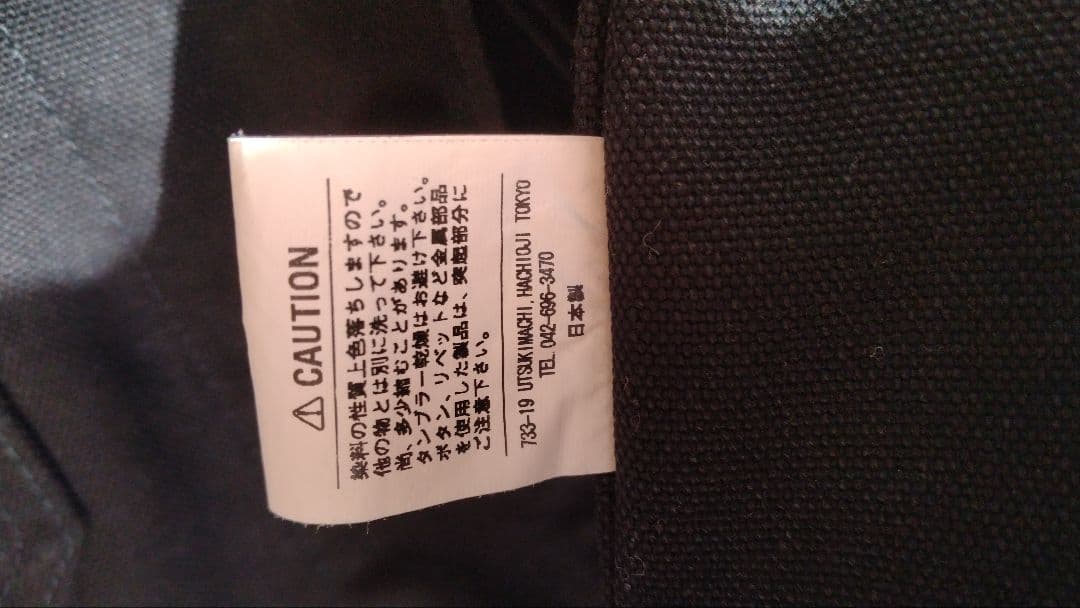 ⚠ CAUTION
染料の性質上色落ちしますので
他の物とは別に洗って下さい。
尚、多少縮むことがあります。
タンブラー乾燥はお避け下さい。
ボタン、リベットなど金属部品
を使用した製品は、突起部分に
ご注意下さい。
733-19 UTSUKIMACHI, HACHIOJI TOKYO
TEL 042-696-3470
日本製